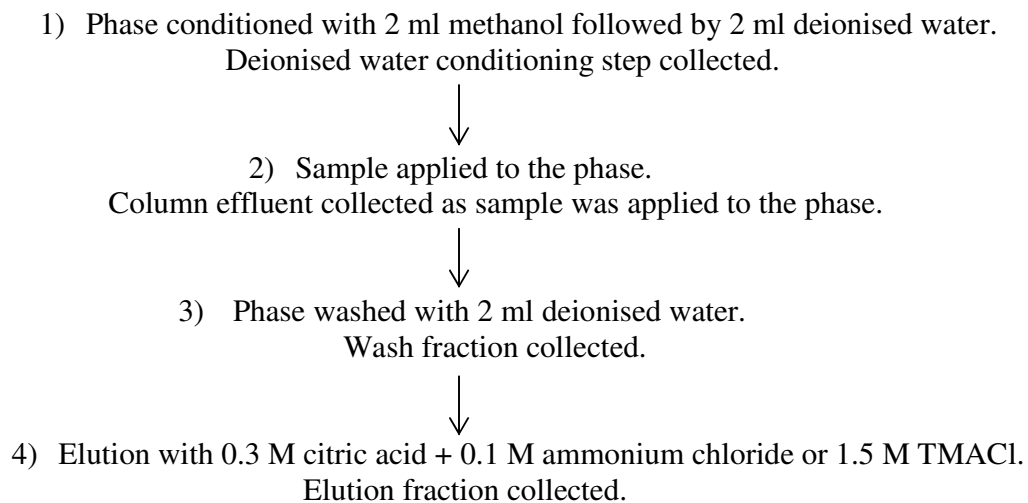 1) Phase conditioned with 2 ml methanol followed by 2 ml deionised water.
Deionised water conditioning step collected.
2) Sample applied to the phase.
Column effluent collected as sample was applied to the phase.
3) Phase washed with 2 ml deionised water.
Wash fraction collected.
4) Elution with 0.3 M citric acid + 0.1 M ammonium chloride or 1.5 M TMACl.
Elution fraction collected.